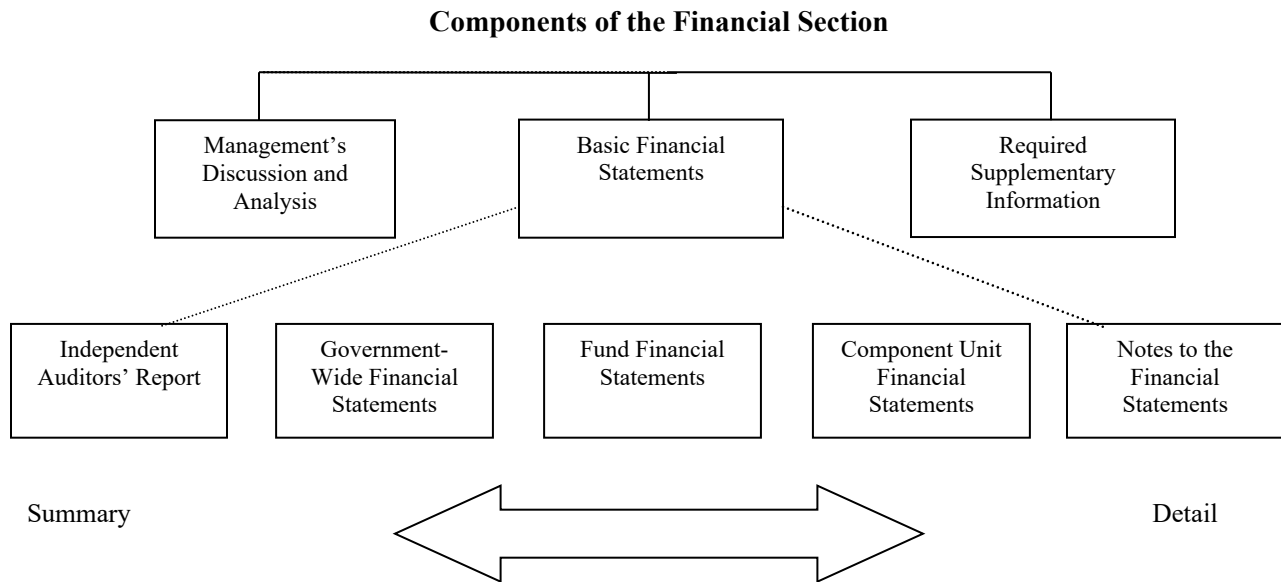 Components of the Financial Section
Management’s
Discussion and
Analysis
Basic Financial
Statements
Required
Supplementary
Information
Independent
Auditors’ Report
Government-
Wide Financial
Statements
Fund Financial
Statements
Component Unit
Financial
Statements
Notes to the
Financial
Statements
Summary
Detail